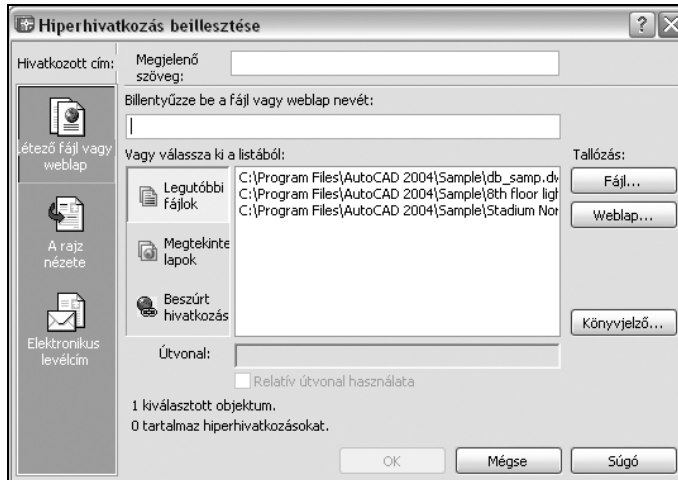 Hiperhivatkozás beillesztése
Hivatkozott cím:
Megjelenő
szöveg:
Billentyűzze be a fájl vagy weblap nevét:
Létező fájl vagy
weblap
Vagy válassza ki a listából:
Tallózás:
Legutóbbi
fájlok
C:\Program Files\AutoCAD 2004\Sample\db_samp.dw
C:\Program Files\AutoCAD 2004\Sample\8th floor ligh
C:\Program Files\AutoCAD 2004\Sample\Stadium Nor
Fájl...
Weblap...
A rajz
nézete
Megtekinte
lapok
Beszúrt
hivatkozás
Könyvjelző...
Elektronikus
levélcím
Útvonal:
Relatív útvonal használata
1 kiválasztott objektum.
0 tartalmaz hiperhivatkozásokat.
OK
Mégse
Súgó